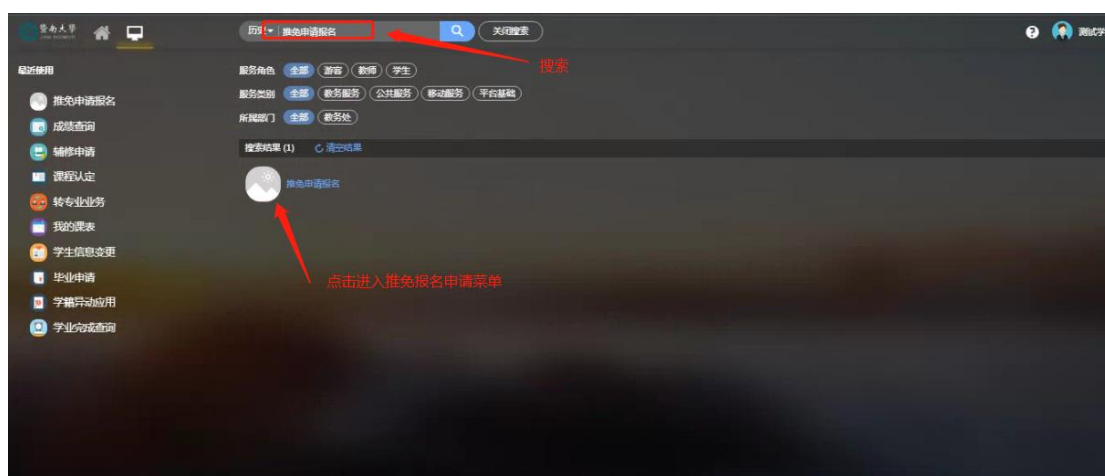 暨南大学
历史 推免申请报名 关闭搜索 测试学
搜索
最近使用
推免申请报名
成绩查询
辅修申请
课程认定
转专业业务
我的课表
学生信息变更
毕业申请
学籍异动应用
学业完成查询
服务角色 全部 游客 教师 学生
服务类别 全部 教务服务 公共服务 移动服务 平台基础
所属部门 全部 教务处
搜索结果 (1) 清空结果
推免申请报名
点击进入推免报名申请菜单